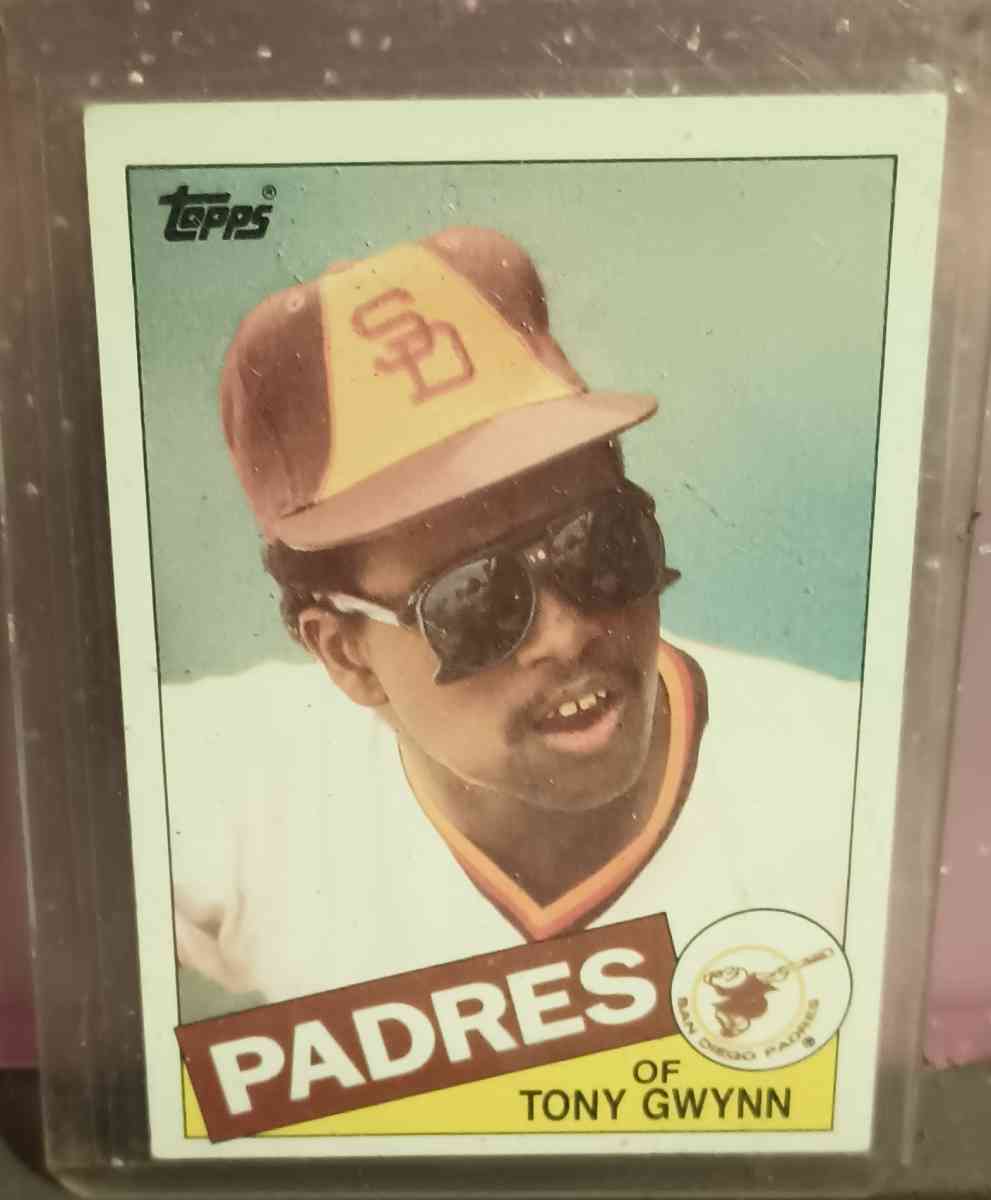 Topps®
SD
PADRES
SAN DIEGO PADRES ®
OF
TONY GWYNN